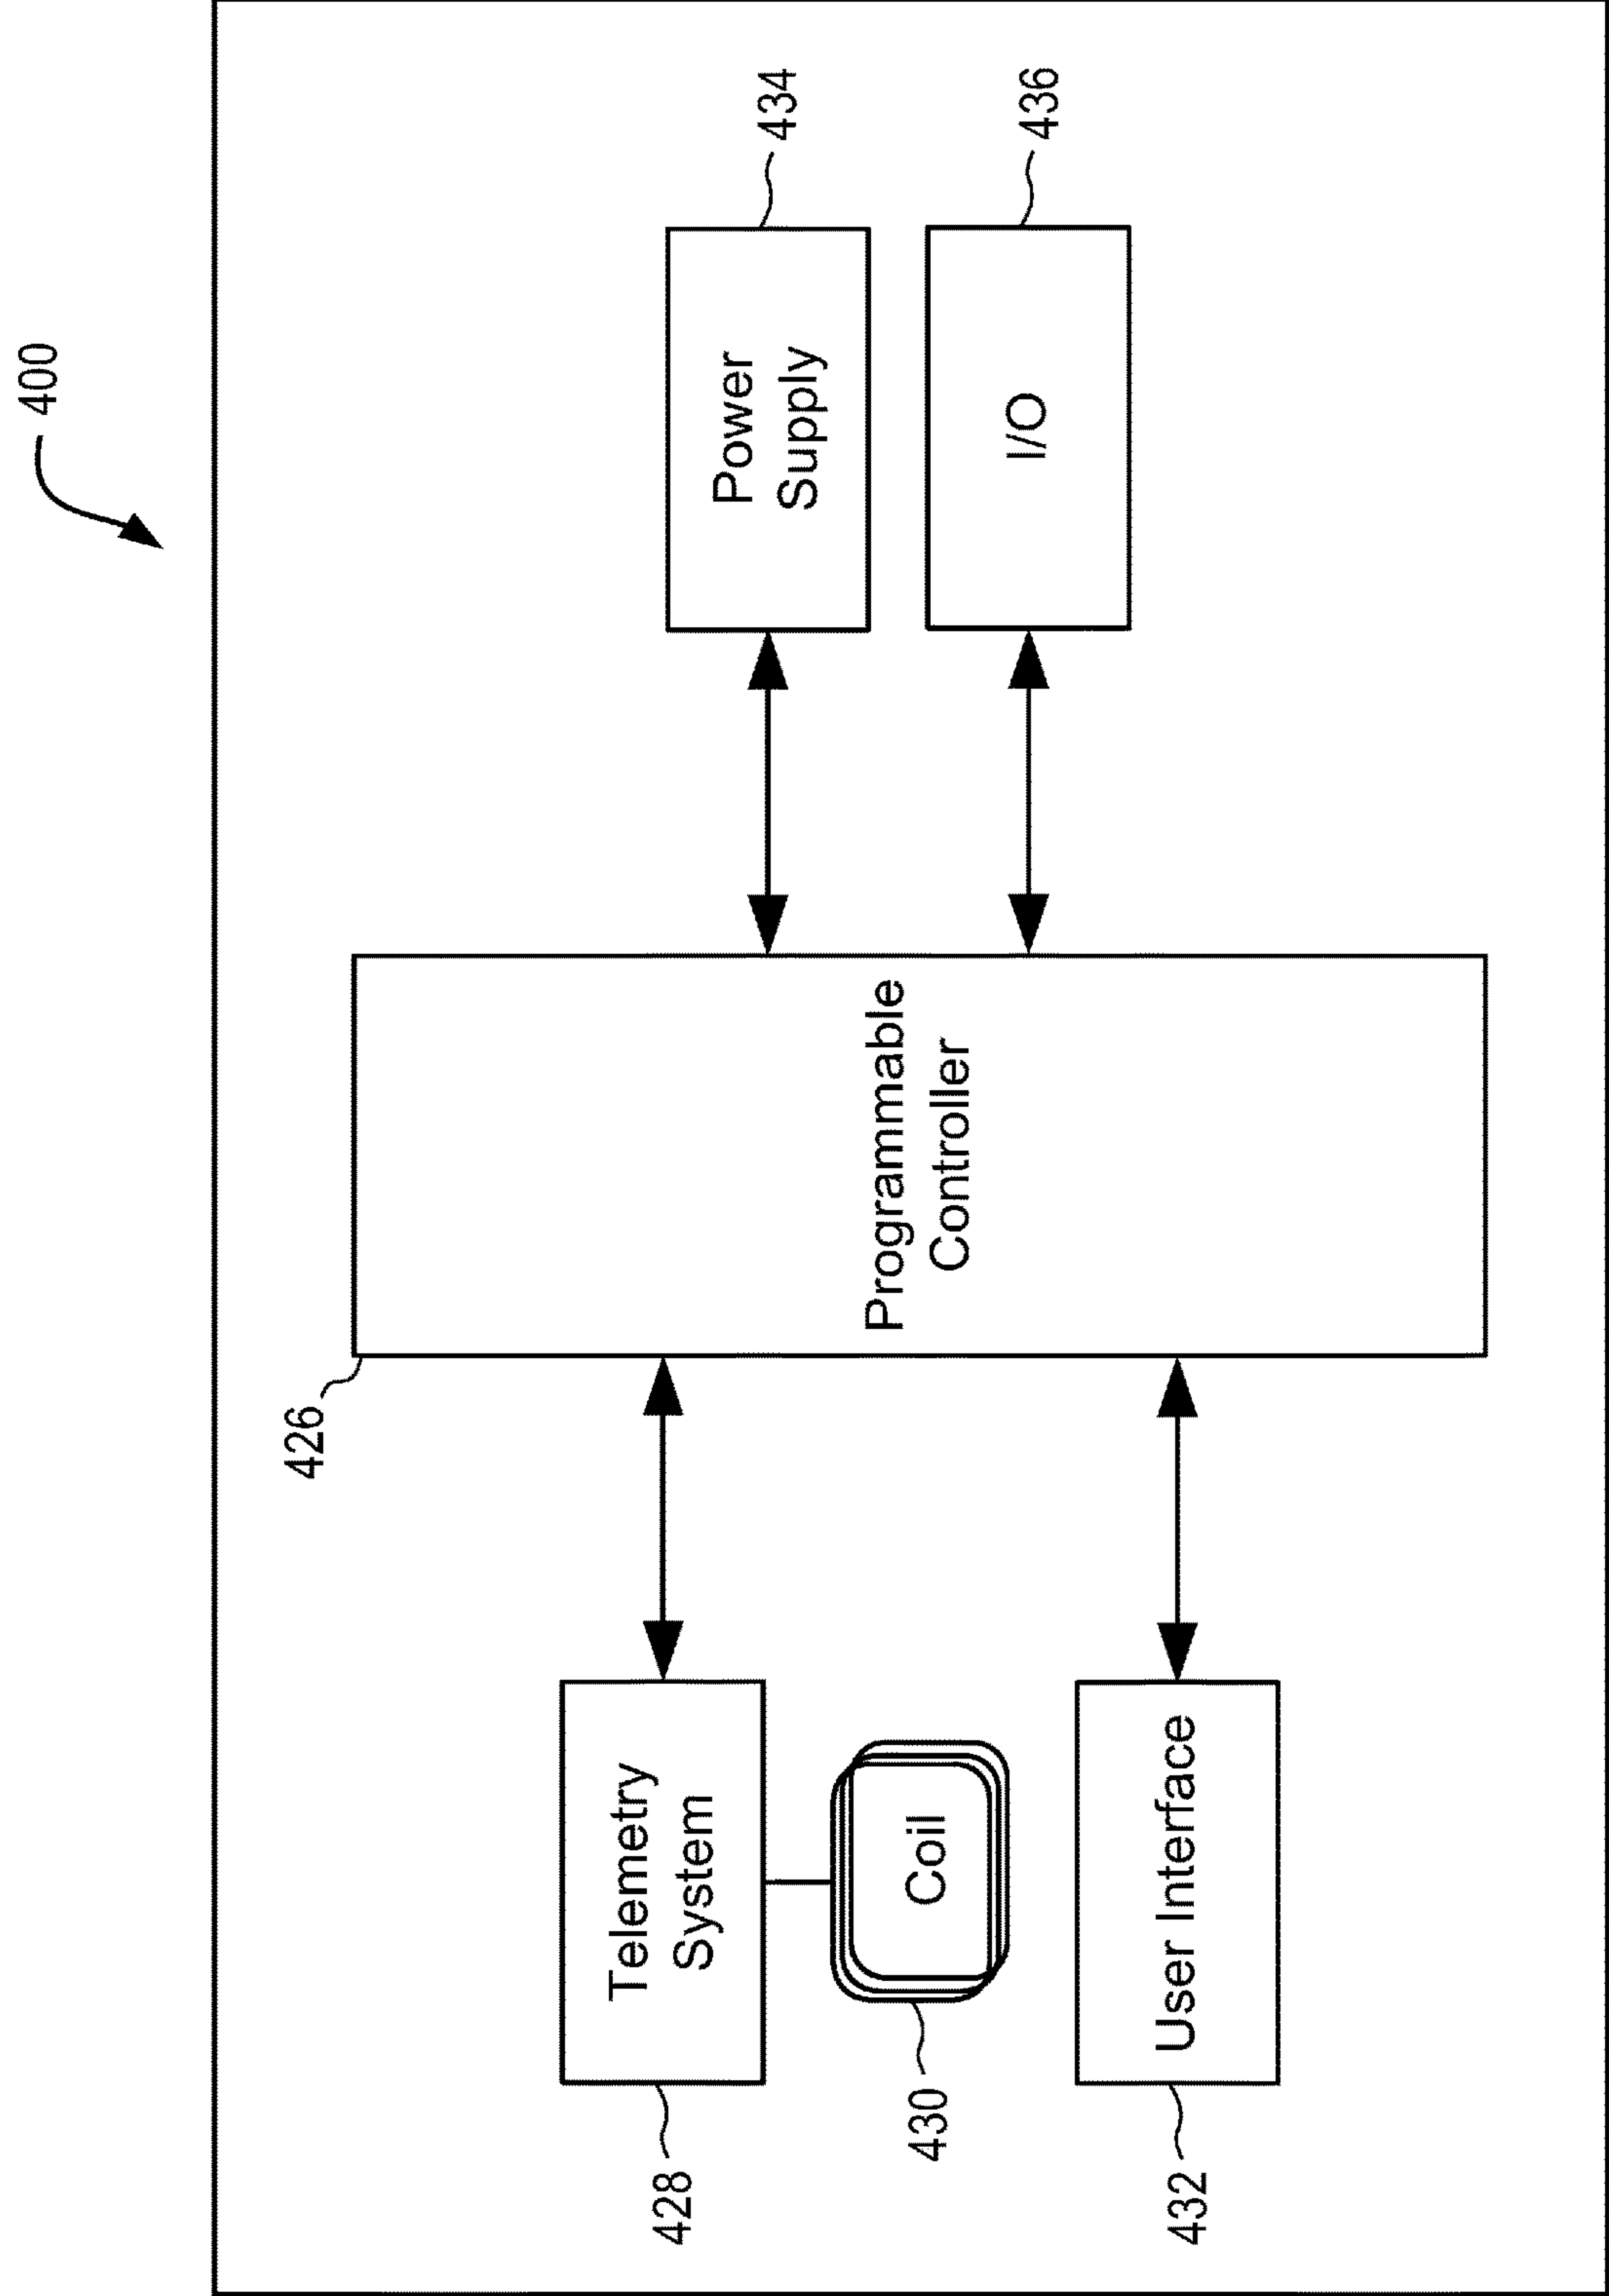 400
426
428
Telemetry
System
430
Coil
432
User Interface
Programmable
Controller
434
Power
Supply
436
I/O